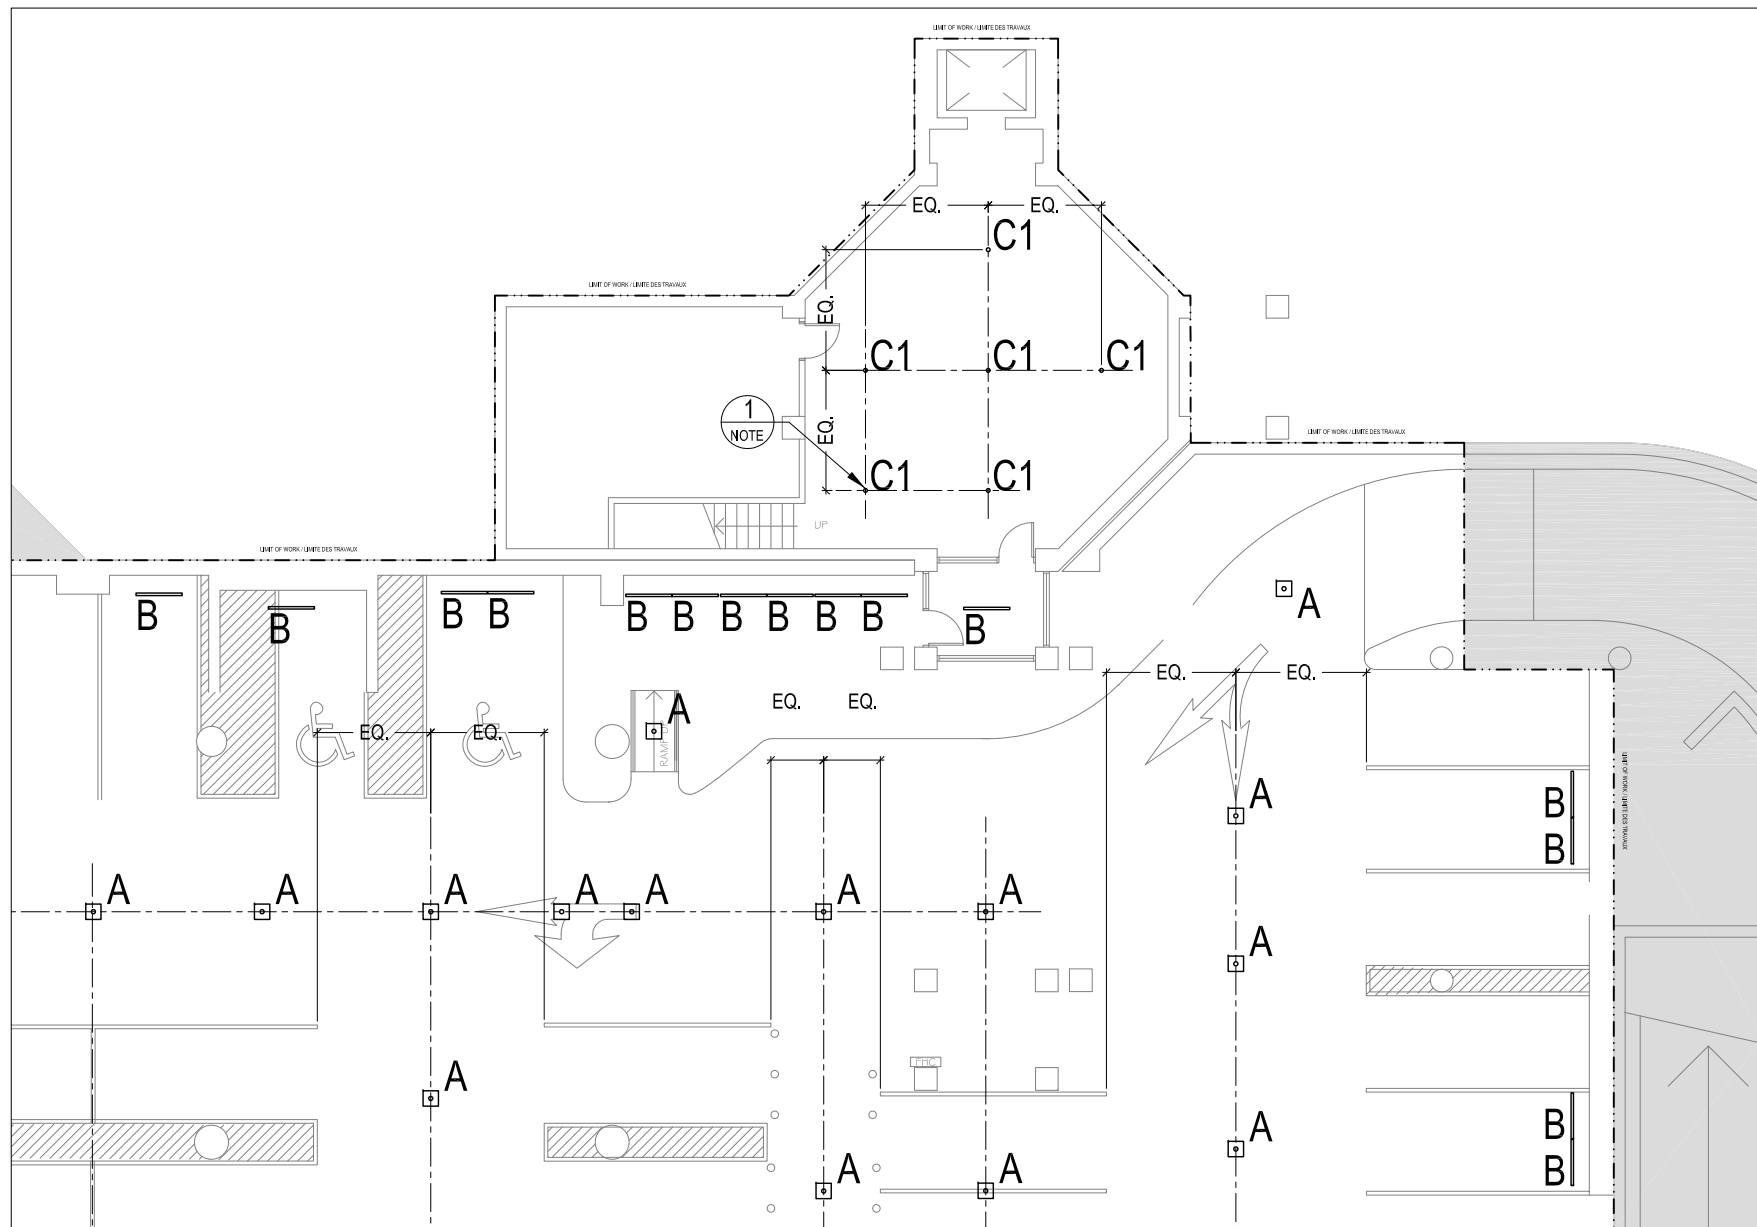 LIMIT OF WORK / LIMITE DES TRAVAUX
EQ. EQ.
C1
LIMIT OF WORK / LIMITE DES TRAVAUX
EQ.
C1 C1 C1
1
NOTE
EQ.
LIMIT OF WORK / LIMITE DES TRAVAUX
C1 C1
UP
LIMIT OF WORK / LIMITE DES TRAVAUX
A
B B B B B B B B B B B
EQ. EQ.
EQ. EQ.
A
EQ. EQ.
RAMP UP
LIMIT OF WORK / LIMITE DES TRAVAUX
A
B
B
A A A A A A A
A
FHC
A
A
B
B
A A